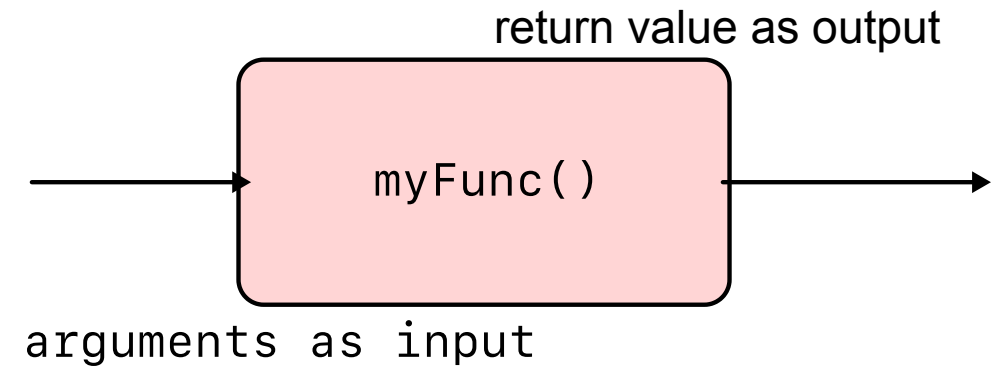 return value as output
myFunc()
arguments as input